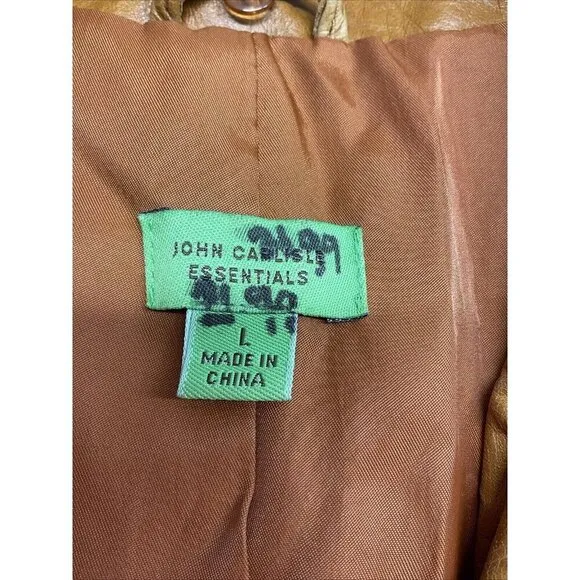 JOHN CARLISLE
ESSENTIALS
L
MADE IN
CHINA